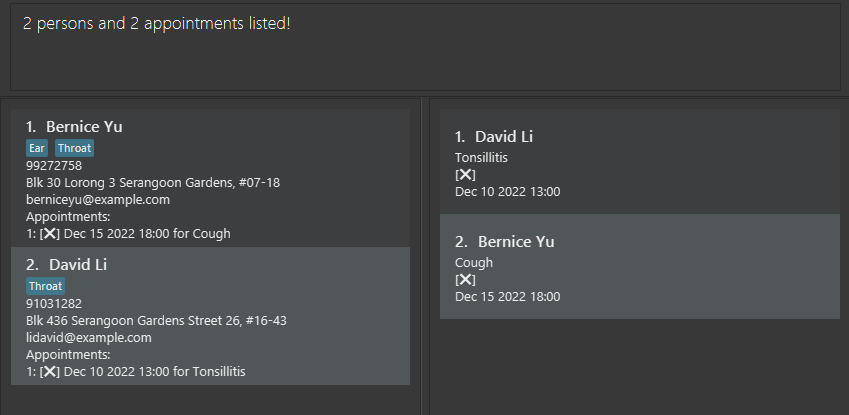 2 persons and 2 appointments listed!
1. Bernice Yu
Ear Throat
99272758
Blk 30 Lorong 3 Serangoon Gardens, #07-18
berniceyu@example.com
Appointments:
1: [❌] Dec 15 2022 18:00 for Cough
2. David Li
Throat
91031282
Blk 436 Serangoon Gardens Street 26, #16-43
lidavid@example.com
Appointments:
1: [❌] Dec 10 2022 13:00 for Tonsillitis
1. David Li
Tonsillitis
[❌]
Dec 10 2022 13:00
2. Bernice Yu
Cough
[❌]
Dec 15 2022 18:00